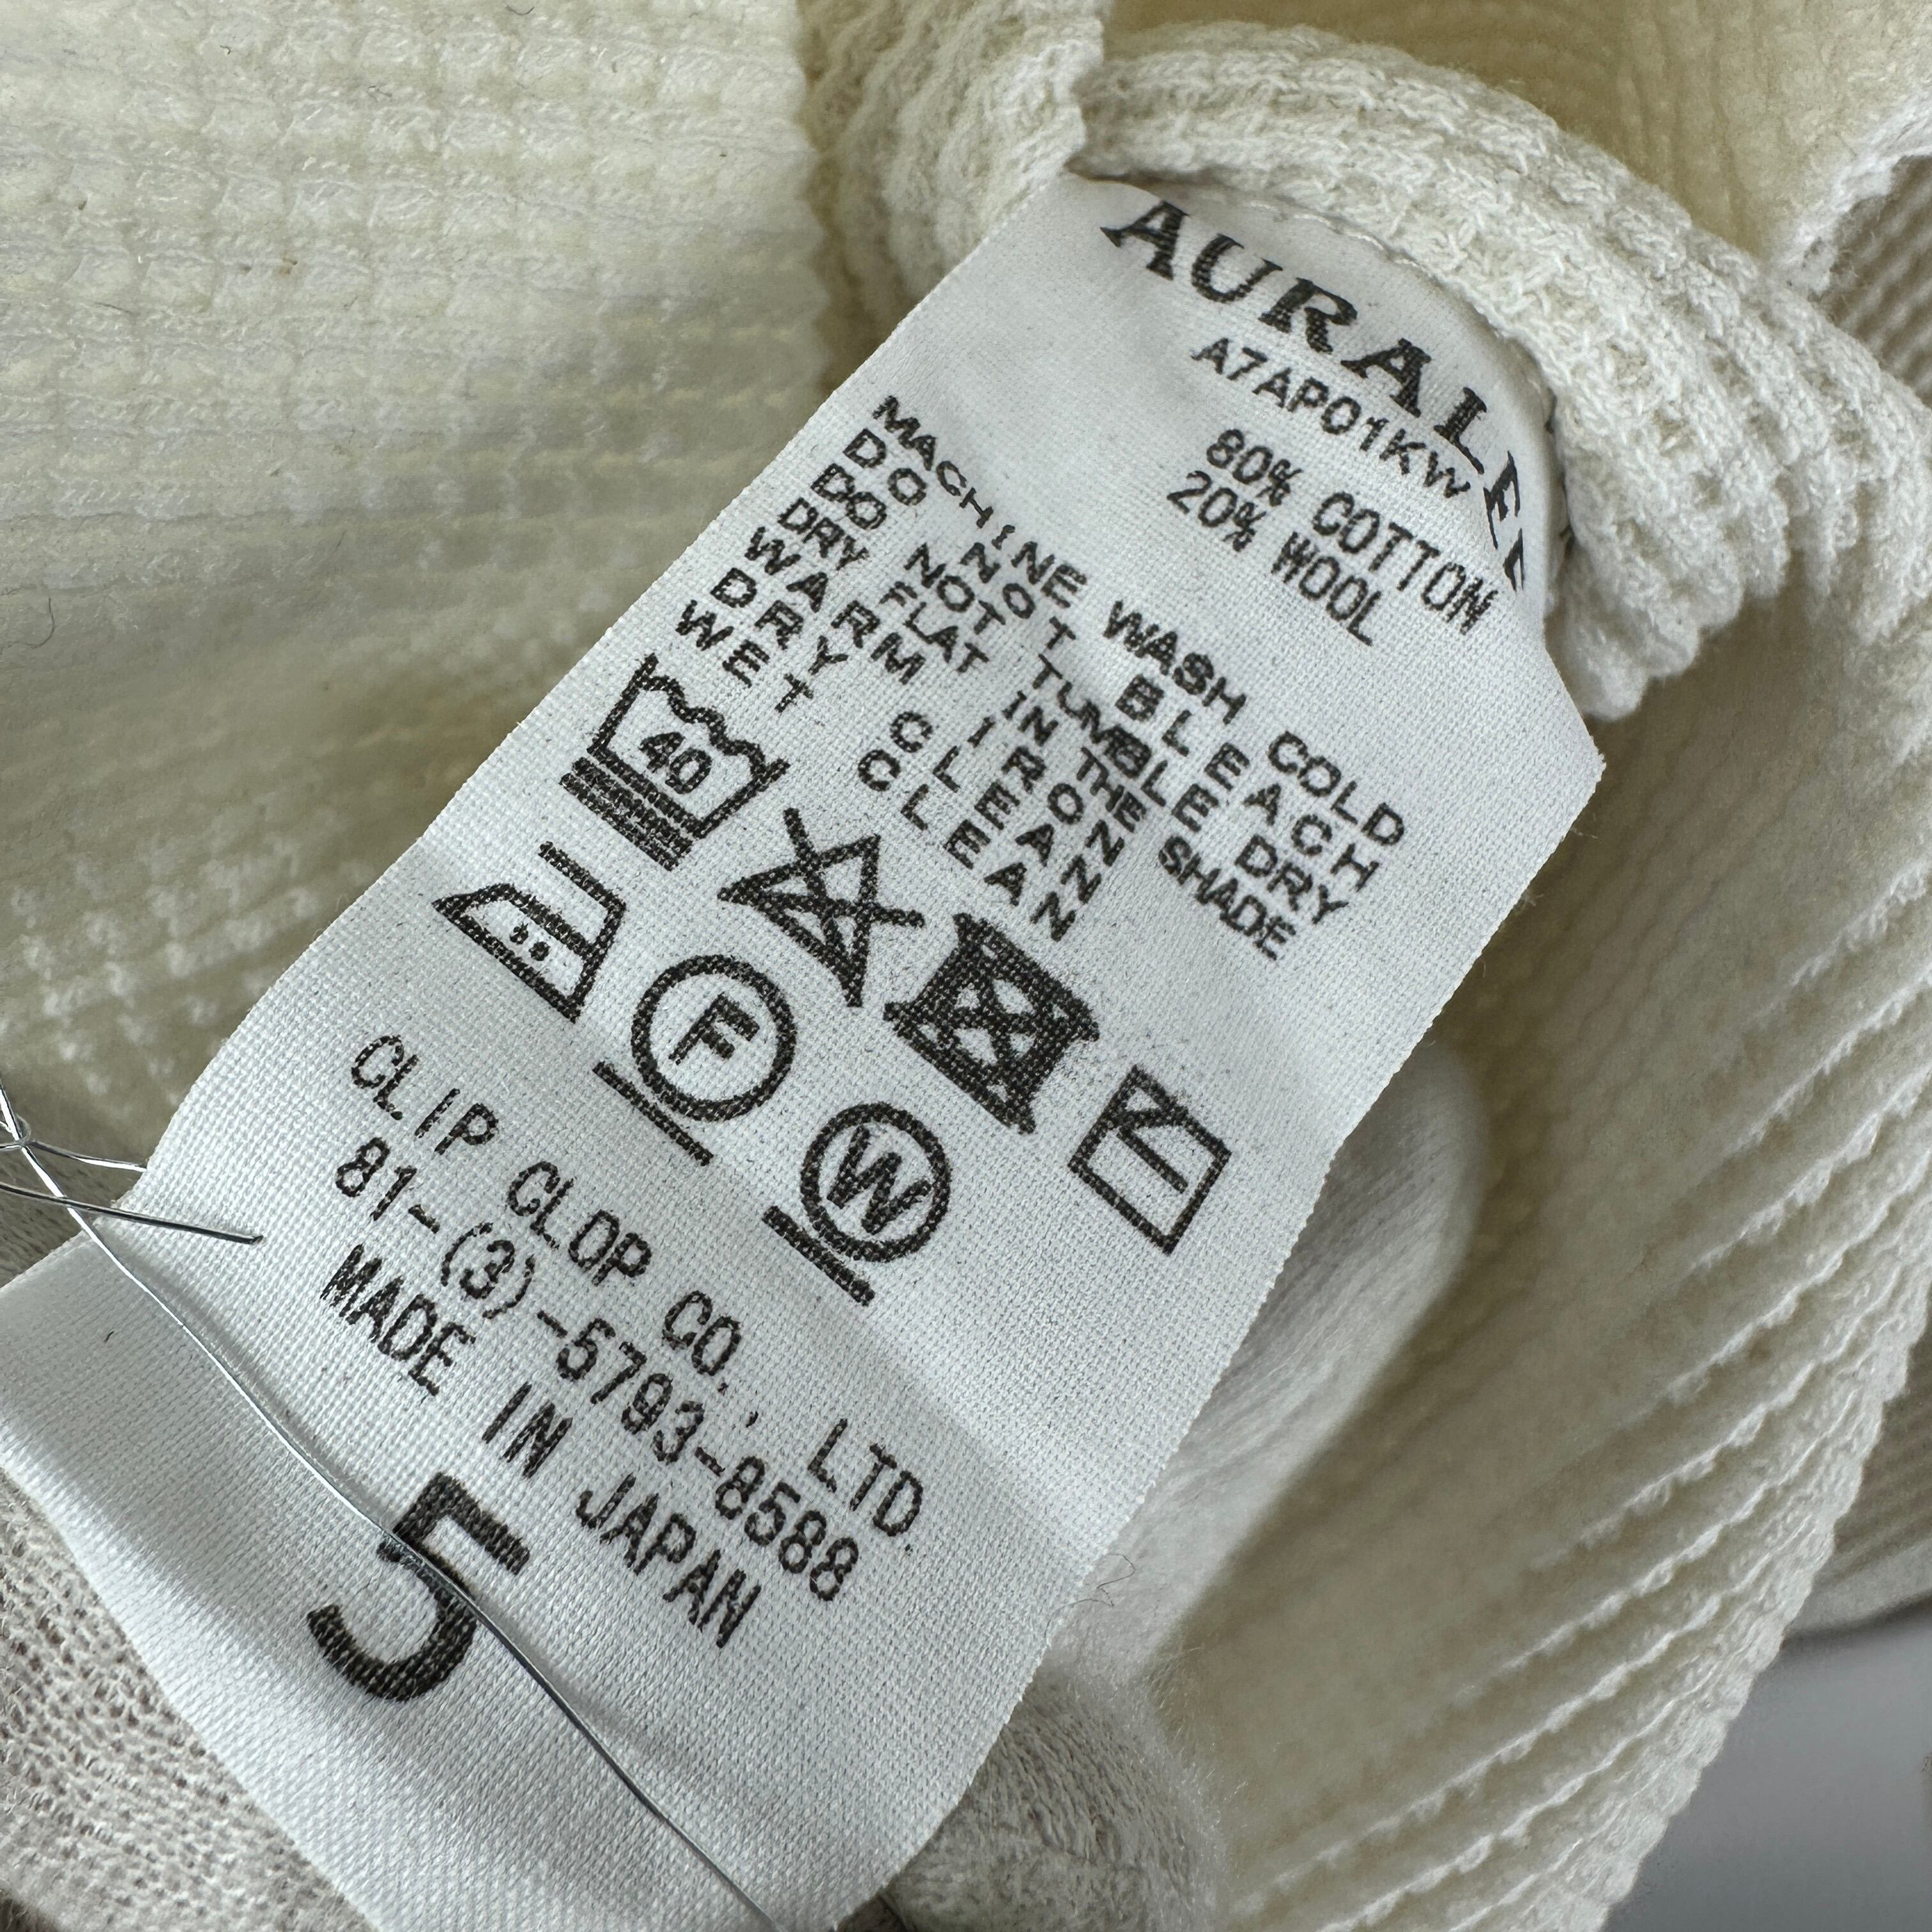 AURALEE
A7AP01KW
80% COTTON
20% WOOL
MACHINE WASH COLD
DO NOT BLEACH
DO NOT TUMBLE DRY
DRY FLAT IN THE SHADE
WARM IRON
DRY CLEAN
WET CLEAN
40
F
W
CLIP CLOP CO., LTD
81-(3)-5793-8588
MADE IN JAPAN
5